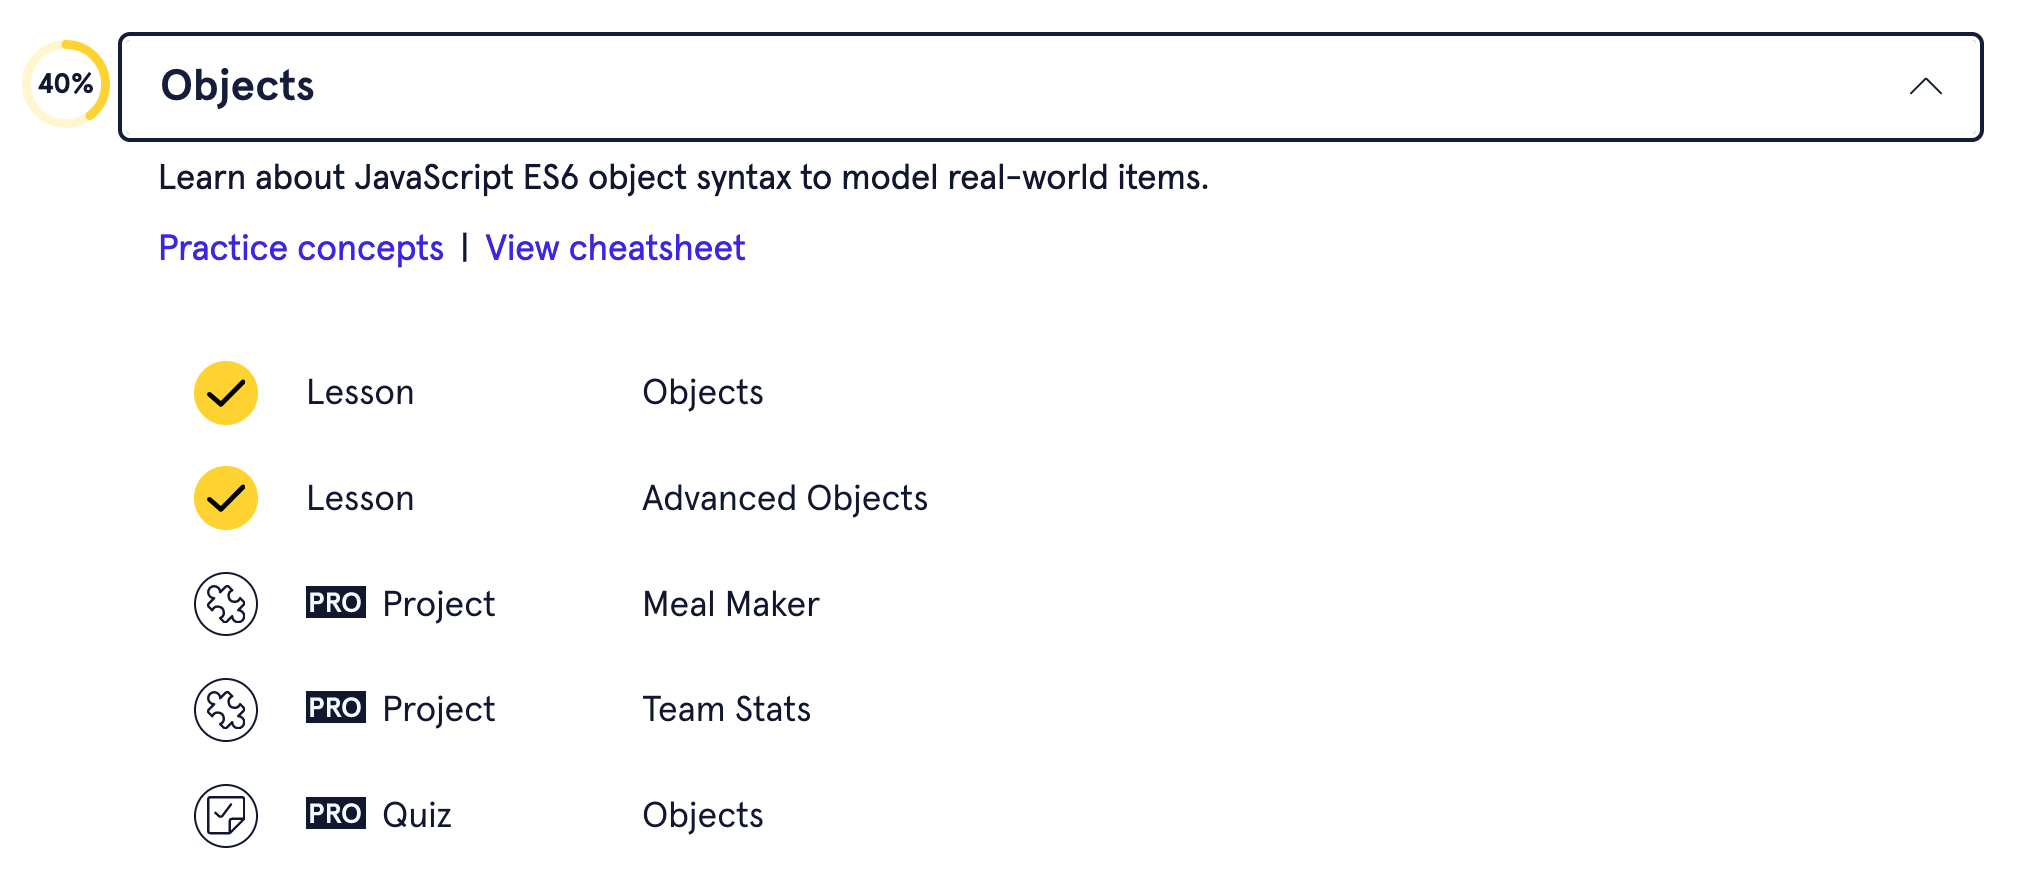 40%
Objects
Learn about JavaScript ES6 object syntax to model real-world items.
Practice concepts | View cheatsheet
Lesson Objects
Lesson Advanced Objects
PRO Project Meal Maker
PRO Project Team Stats
PRO Quiz Objects